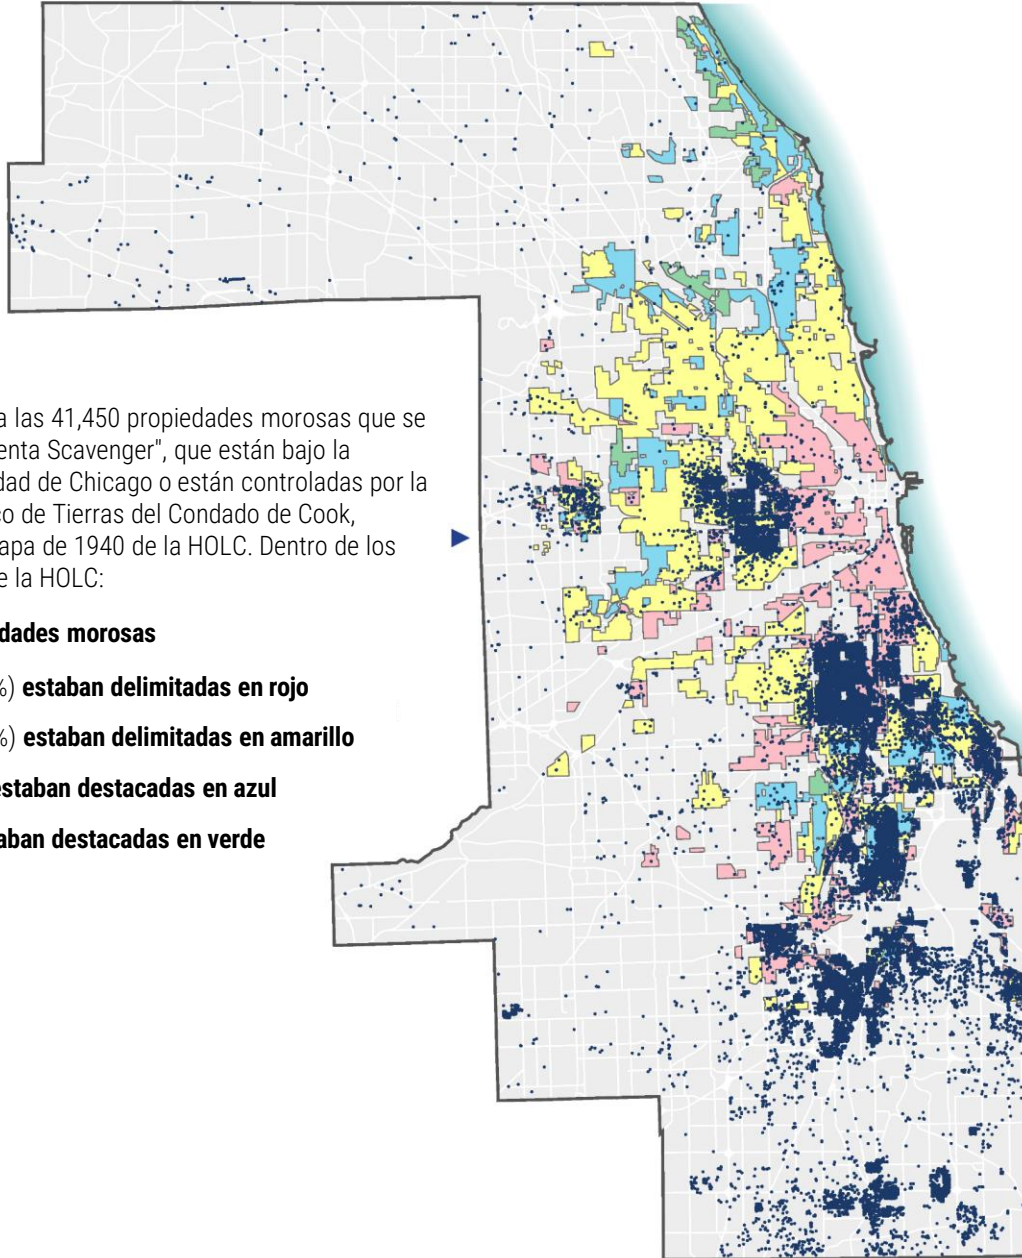 a las 41,450 propiedades morosas que se
enta Scavenger", que están bajo la
dad de Chicago o están controladas por la
co de Tierras del Condado de Cook,
apa de 1940 de la HOLC. Dentro de los
e la HOLC:
dades morosas
%) estaban delimitadas en rojo
%) estaban delimitadas en amarillo
estaban destacadas en azul
aban destacadas en verde